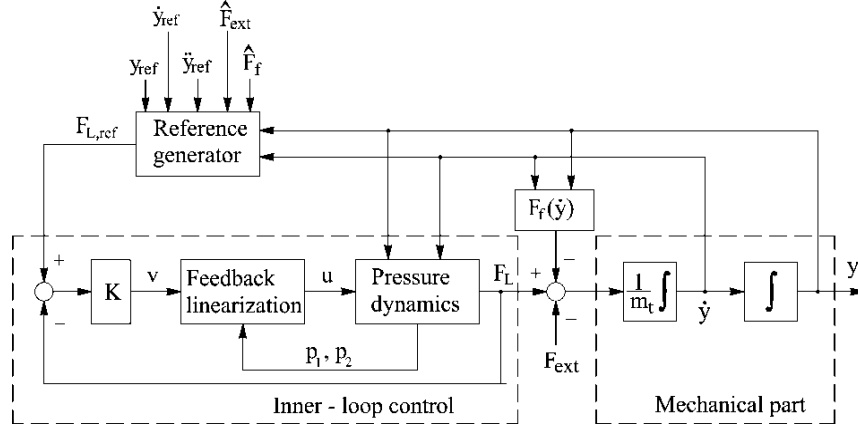 ẏref
F̂ext
yref
ÿref
F̂f
FL,ref
Reference
generator
Ff(ẏ)
+
−
K
v
Feedback
linearization
u
Pressure
dynamics
FL
+
−
−
1
mt
∫
ẏ
∫
y
p1, p2
Fext
Inner - loop control
Mechanical part